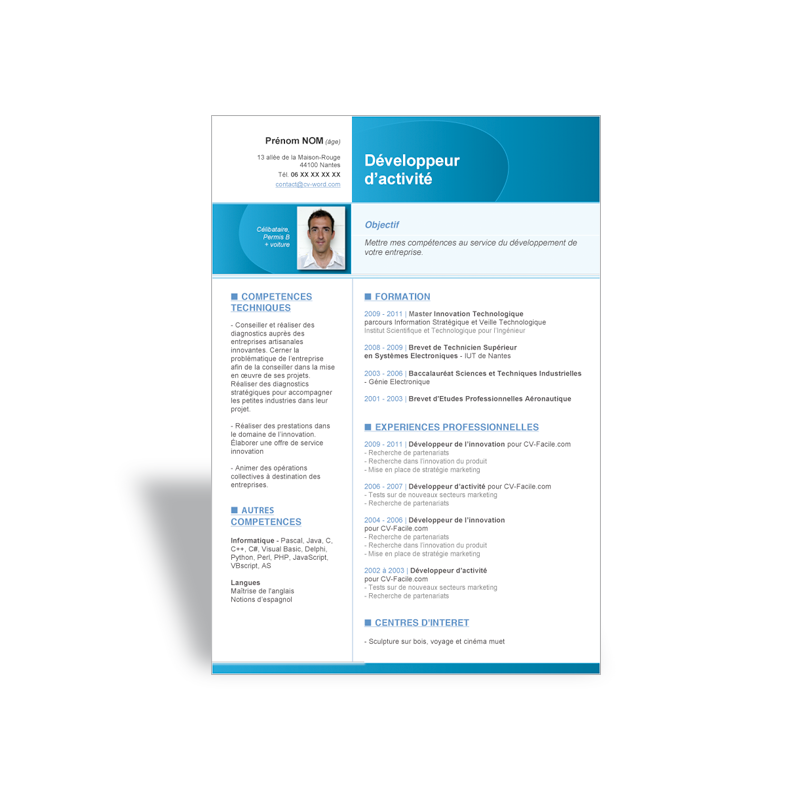 Prénom NOM (âge)
13 allée de la Maison-Rouge
44100 Nantes
Tél. 06 XX XX XX XX
contact@cv-word.com
Développeur
d'activité
Célibataire,
Permis B
+ voiture
Objectif
Mettre mes compétences au service du développement de
votre entreprise.
COMPETENCES
TECHNIQUES
- Conseiller et réaliser des
diagnostics auprès des
entreprises artisanales
innovantes. Cerner la
problématique de l'entreprise
afin de la conseiller dans la mise
en œuvre de ses projets.
Réaliser des diagnostics
stratégiques pour accompagner
les petites industries dans leur
projet.
- Réaliser des prestations dans
le domaine de l'innovation.
Élaborer une offre de service
innovation
- Animer des opérations
collectives à destination des
entreprises.
AUTRES
COMPETENCES
Informatique - Pascal, Java, C,
C++, C#, Visual Basic, Delphi,
Python, Perl, PHP, JavaScript,
VBscript, AS
Langues
Maîtrise de l'anglais
Notions d'espagnol
FORMATION
2009 - 2011 | Master Innovation Technologique
parcours Information Stratégique et Veille Technologique
Institut Scientifique et Technologique pour l'Ingénieur
2008 - 2009 | Brevet de Technicien Supérieur
en Systèmes Electroniques - IUT de Nantes
2003 - 2006 | Baccalauréat Sciences et Techniques Industrielles
- Génie Electronique
2001 - 2003 | Brevet d'Etudes Professionnelles Aéronautique
EXPERIENCES PROFESSIONNELLES
2009 - 2011 | Développeur de l'innovation pour CV-Facile.com
- Recherche de partenariats
- Recherche dans l'innovation du produit
- Mise en place de stratégie marketing
2006 - 2007 | Développeur d'activité pour CV-Facile.com
- Tests sur de nouveaux secteurs marketing
- Recherche de partenariats
2004 - 2006 | Développeur de l'innovation
pour CV-Facile.com
- Recherche de partenariats
- Recherche dans l'innovation du produit
- Mise en place de stratégie marketing
2002 à 2003 | Développeur d'activité
pour CV-Facile.com
- Tests sur de nouveaux secteurs marketing
- Recherche de partenariats
CENTRES D'INTERET
- Sculpture sur bois, voyage et cinéma muet